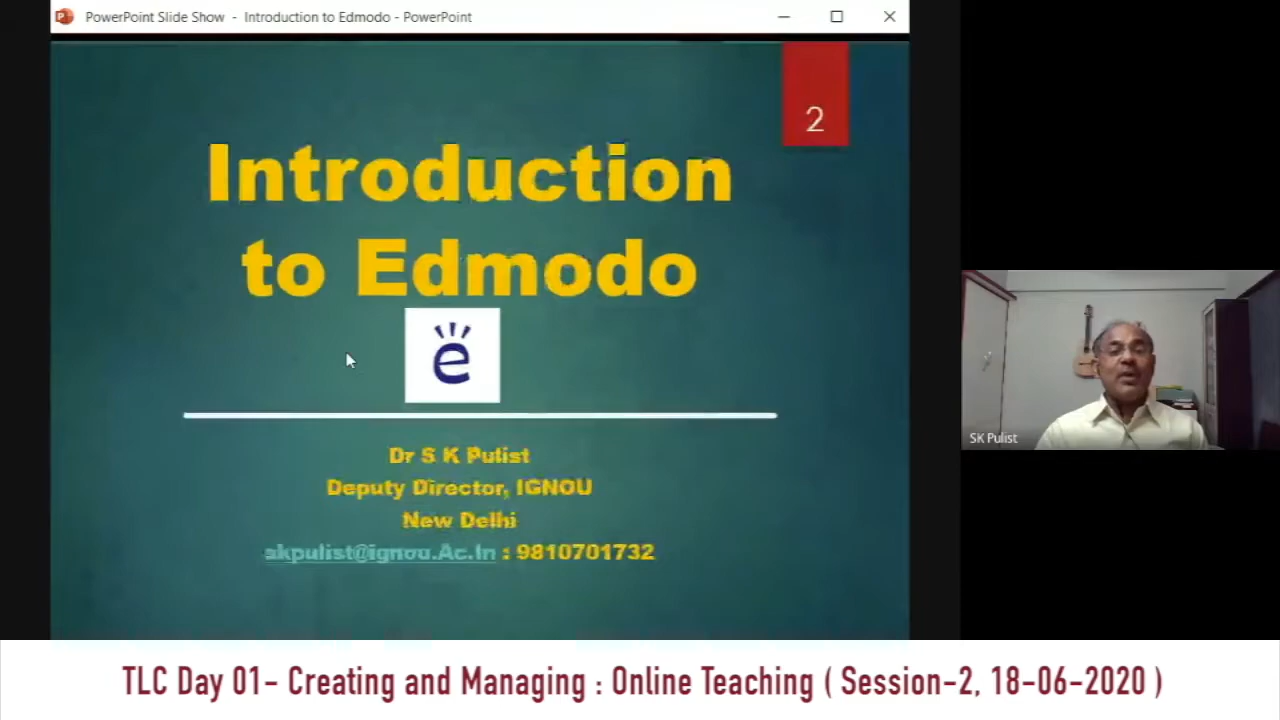 PowerPoint Slide Show - Introduction to Edmodo - PowerPoint
2
Introduction
to Edmodo
e
Dr S K Pulist
Deputy Director, IGNOU
New Delhi
skpulist@ignou.Ac.In : 9810701732
SK Pulist
TLC Day 01- Creating and Managing : Online Teaching ( Session-2, 18-06-2020 )